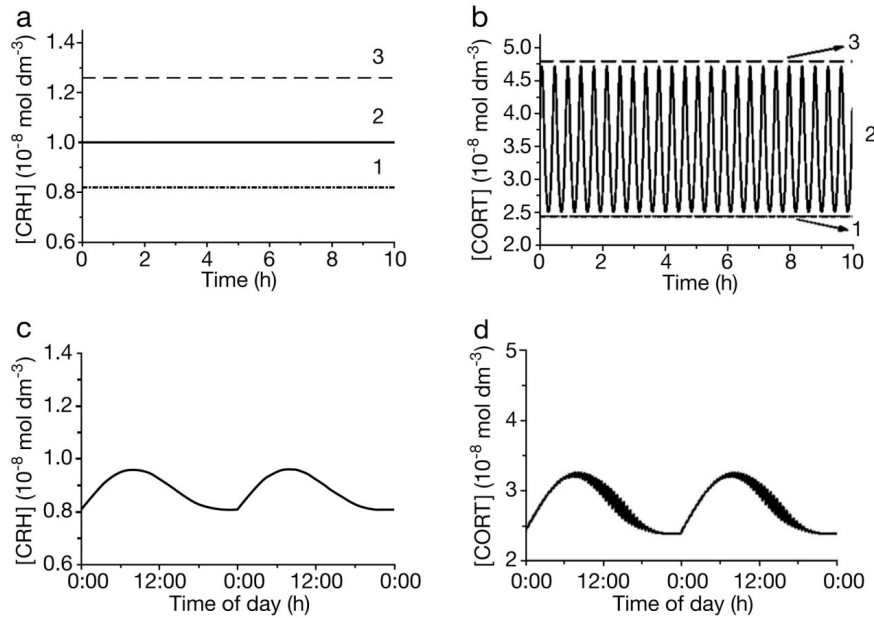 a
[CRH] (10⁻⁸ mol dm⁻³)
1.4
1.2
1.0
0.8
0.6
3
2
1
0 2 4 6 8 10
Time (h)
b
[CORT] (10⁻⁸ mol dm⁻³)
5.0
4.5
4.0
3.5
3.0
2.5
2.0
3
2
1
0 2 4 6 8 10
Time (h)
c
[CRH] (10⁻⁸ mol dm⁻³)
1.4
1.2
1.0
0.8
0.6
0:00 12:00 0:00 12:00 0:00
Time of day (h)
d
[CORT] (10⁻⁸ mol dm⁻³)
5
4
3
2
0:00 12:00 0:00 12:00 0:00
Time of day (h)